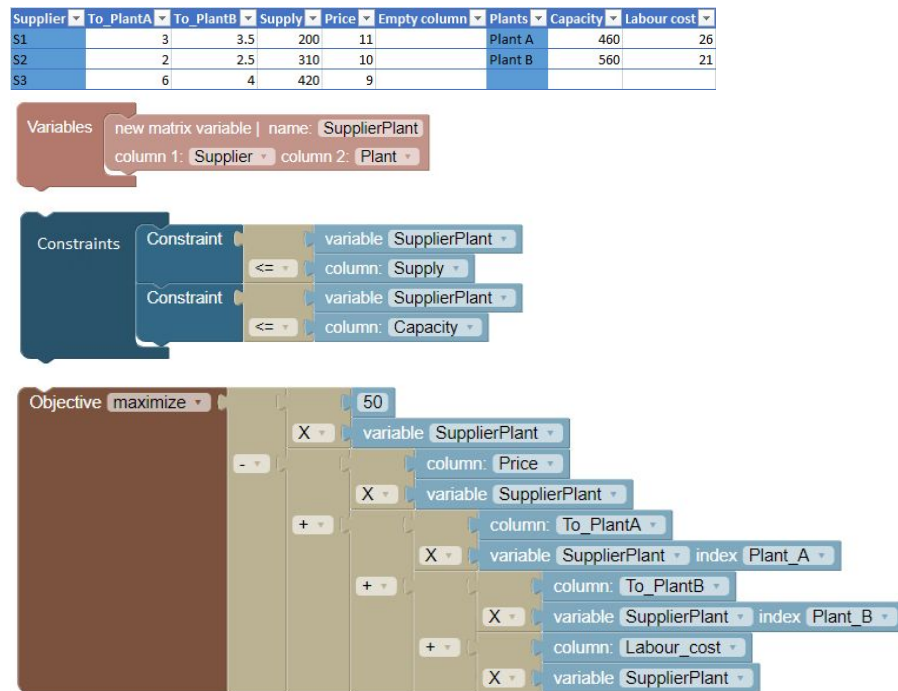 Supplier To_PlantA To_PlantB Supply Price Empty column Plants Capacity Labour cost
S1 3 3.5 200 11 Plant A 460 26
S2 2 2.5 310 10 Plant B 560 21
S3 6 4 420 9
Variables new matrix variable | name: SupplierPlant
column 1: Supplier column 2: Plant
Constraints Constraint variable SupplierPlant
<= column: Supply
Constraint variable SupplierPlant
<= column: Capacity
Objective maximize 50
X variable SupplierPlant
- column: Price
X variable SupplierPlant
+ column: To_PlantA
X variable SupplierPlant index Plant_A
+ column: To_PlantB
X variable SupplierPlant index Plant_B
+ column: Labour_cost
X variable SupplierPlant